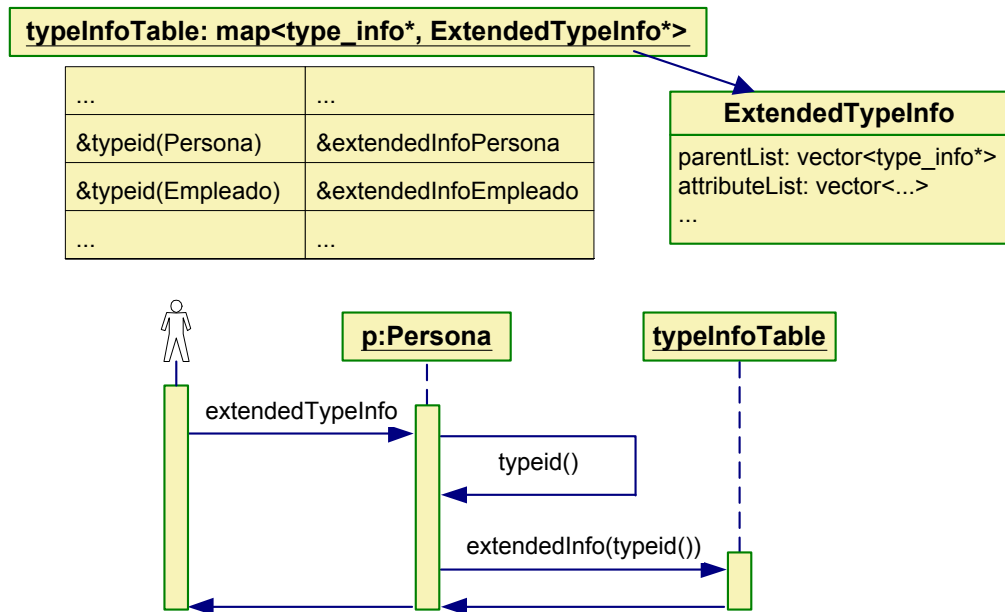 typeInfoTable: map<type_info*, ExtendedTypeInfo*>
... ...
&typeid(Persona) &extendedInfoPersona
&typeid(Empleado) &extendedInfoEmpleado
... ...
ExtendedTypeInfo
parentList: vector<type_info*>
attributeList: vector<...>
...
p:Persona
typeInfoTable
extendedTypeInfo
typeid()
extendedInfo(typeid())